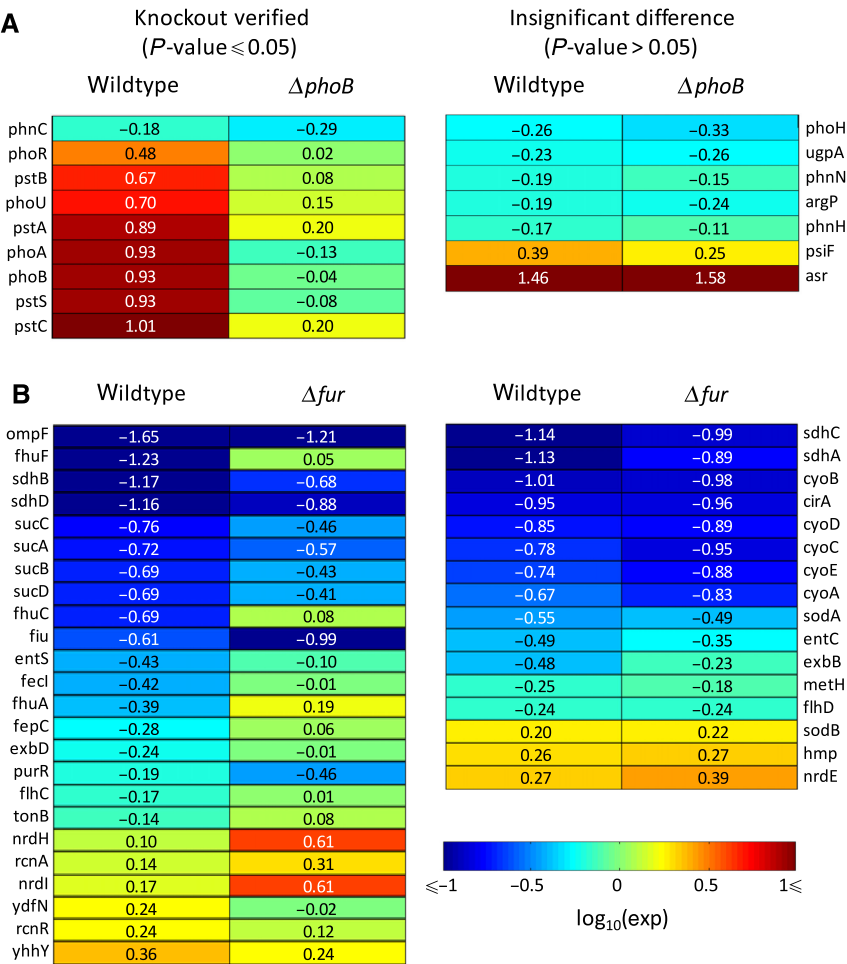 A
Knockout verified
(P-value ⩽ 0.05)
Insignificant difference
(P-value > 0.05)
Wildtype ΔphoB
phnC −0.18 −0.29
phoR 0.48 0.02
pstB 0.67 0.08
phoU 0.70 0.15
pstA 0.89 0.20
phoA 0.93 −0.13
phoB 0.93 −0.04
pstS 0.93 −0.08
pstC 1.01 0.20
Wildtype ΔphoB
−0.26 −0.33 phoH
−0.23 −0.26 ugpA
−0.19 −0.15 phnN
−0.19 −0.24 argP
−0.17 −0.11 phnH
0.39 0.25 psiF
1.46 1.58 asr
B
Wildtype Δfur
ompF −1.65 −1.21
fhuF −1.23 0.05
sdhB −1.17 −0.68
sdhD −1.16 −0.88
sucC −0.76 −0.46
sucA −0.72 −0.57
sucB −0.69 −0.43
sucD −0.69 −0.41
fhuC −0.69 0.08
fiu −0.61 −0.99
entS −0.43 −0.10
fecI −0.42 −0.01
fhuA −0.39 0.19
fepC −0.28 0.06
exbD −0.24 −0.01
purR −0.19 −0.46
flhC −0.17 0.01
tonB −0.14 0.08
nrdH 0.10 0.61
rcnA 0.14 0.31
nrdI 0.17 0.61
ydfN 0.24 −0.02
rcnR 0.24 0.12
yhhY 0.36 0.24
Wildtype Δfur
−1.14 −0.99 sdhC
−1.13 −0.89 sdhA
−1.01 −0.98 cyoB
−0.95 −0.96 cirA
−0.85 −0.89 cyoD
−0.78 −0.95 cyoC
−0.74 −0.88 cyoE
−0.67 −0.83 cyoA
−0.55 −0.49 sodA
−0.49 −0.35 entC
−0.48 −0.23 exbB
−0.25 −0.18 metH
−0.24 −0.24 flhD
0.20 0.22 sodB
0.26 0.27 hmp
0.27 0.39 nrdE
⩽−1 −0.5 0 0.5 1⩽
log10(exp)